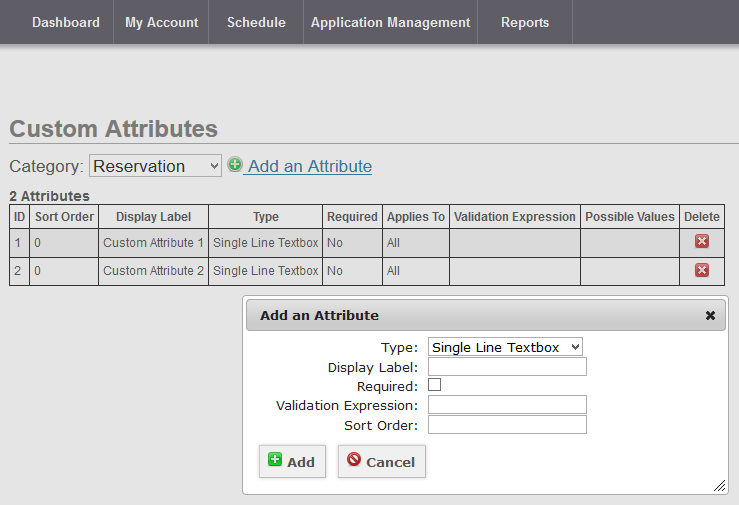 Dashboard My Account Schedule Application Management Reports
Custom Attributes
Category: Reservation Add an Attribute
2 Attributes
ID Sort Order Display Label Type Required Applies To Validation Expression Possible Values Delete
1 0 Custom Attribute 1 Single Line Textbox No All
2 0 Custom Attribute 2 Single Line Textbox No All
Add an Attribute
Type: Single Line Textbox
Display Label:
Required:
Validation Expression:
Sort Order:
Add Cancel